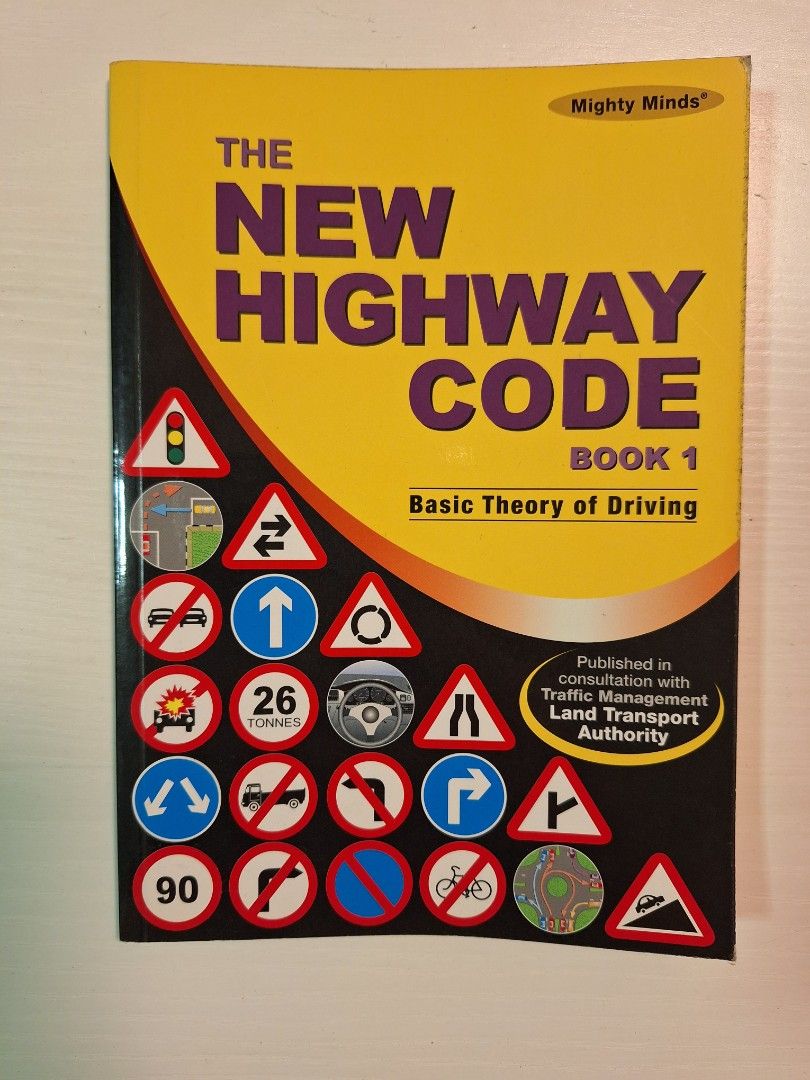 Mighty Minds®
THE
NEW
HIGHWAY
CODE
BOOK 1
Basic Theory of Driving
Published in
consultation with
Traffic Management
Land Transport
Authority
26
TONNES
90